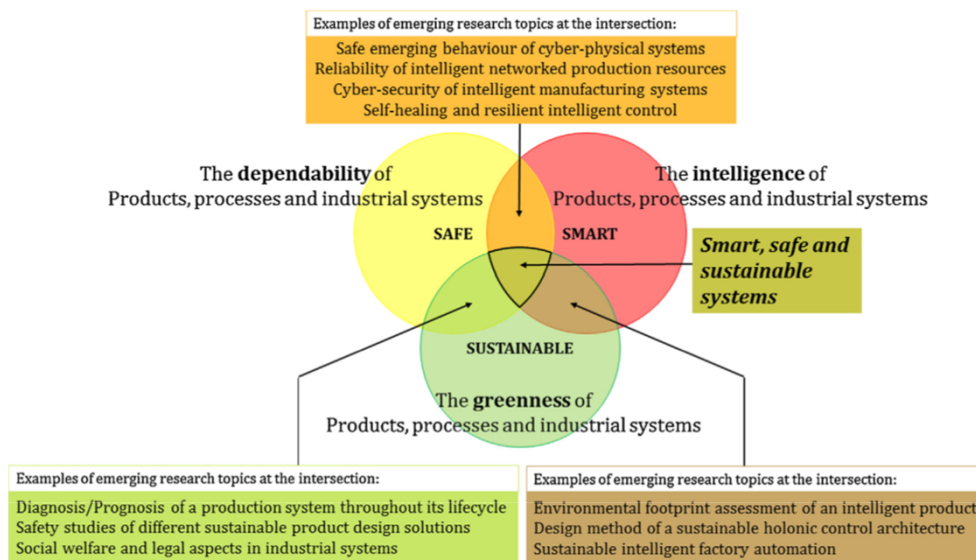 Examples of emerging research topics at the intersection:
Safe emerging behaviour of cyber-physical systems
Reliability of intelligent networked production resources
Cyber-security of intelligent manufacturing systems
Self-healing and resilient intelligent control
The dependability of
Products, processes and industrial systems
The intelligence of
Products, processes and industrial systems
SAFE
SMART
Smart, safe and
sustainable
systems
SUSTAINABLE
The greenness of
Products, processes and industrial systems
Examples of emerging research topics at the intersection:
Diagnosis/Prognosis of a production system throughout its lifecycle
Safety studies of different sustainable product design solutions
Social welfare and legal aspects in industrial systems
Examples of emerging research topics at the intersection:
Environmental footprint assessment of an intelligent product
Design method of a sustainable holonic control architecture
Sustainable intelligent factory automation